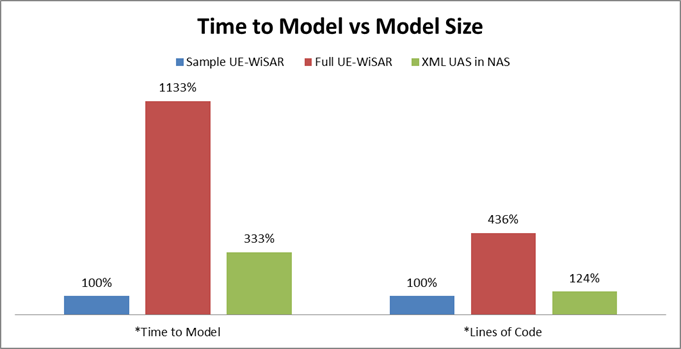 Time to Model vs Model Size
Sample UE-WiSAR Full UE-WiSAR XML UAS in NAS
1133%
436%
333%
100%
100%
124%
*Time to Model
*Lines of Code